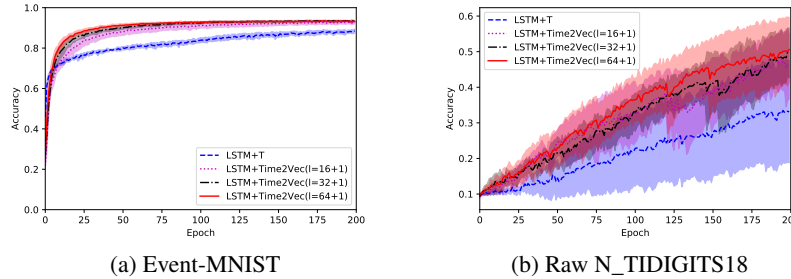 1.0
0.8
0.6
0.4
0.2
0.0
Accuracy
0 25 50 75 100 125 150 175 200
Epoch
LSTM+T
LSTM+Time2Vec(l=16+1)
LSTM+Time2Vec(l=32+1)
LSTM+Time2Vec(l=64+1)
(a) Event-MNIST
0.6
0.5
0.4
0.3
0.2
0.1
Accuracy
0 25 50 75 100 125 150 175 200
Epoch
LSTM+T
LSTM+Time2Vec(l=16+1)
LSTM+Time2Vec(l=32+1)
LSTM+Time2Vec(l=64+1)
(b) Raw N_TIDIGITS18